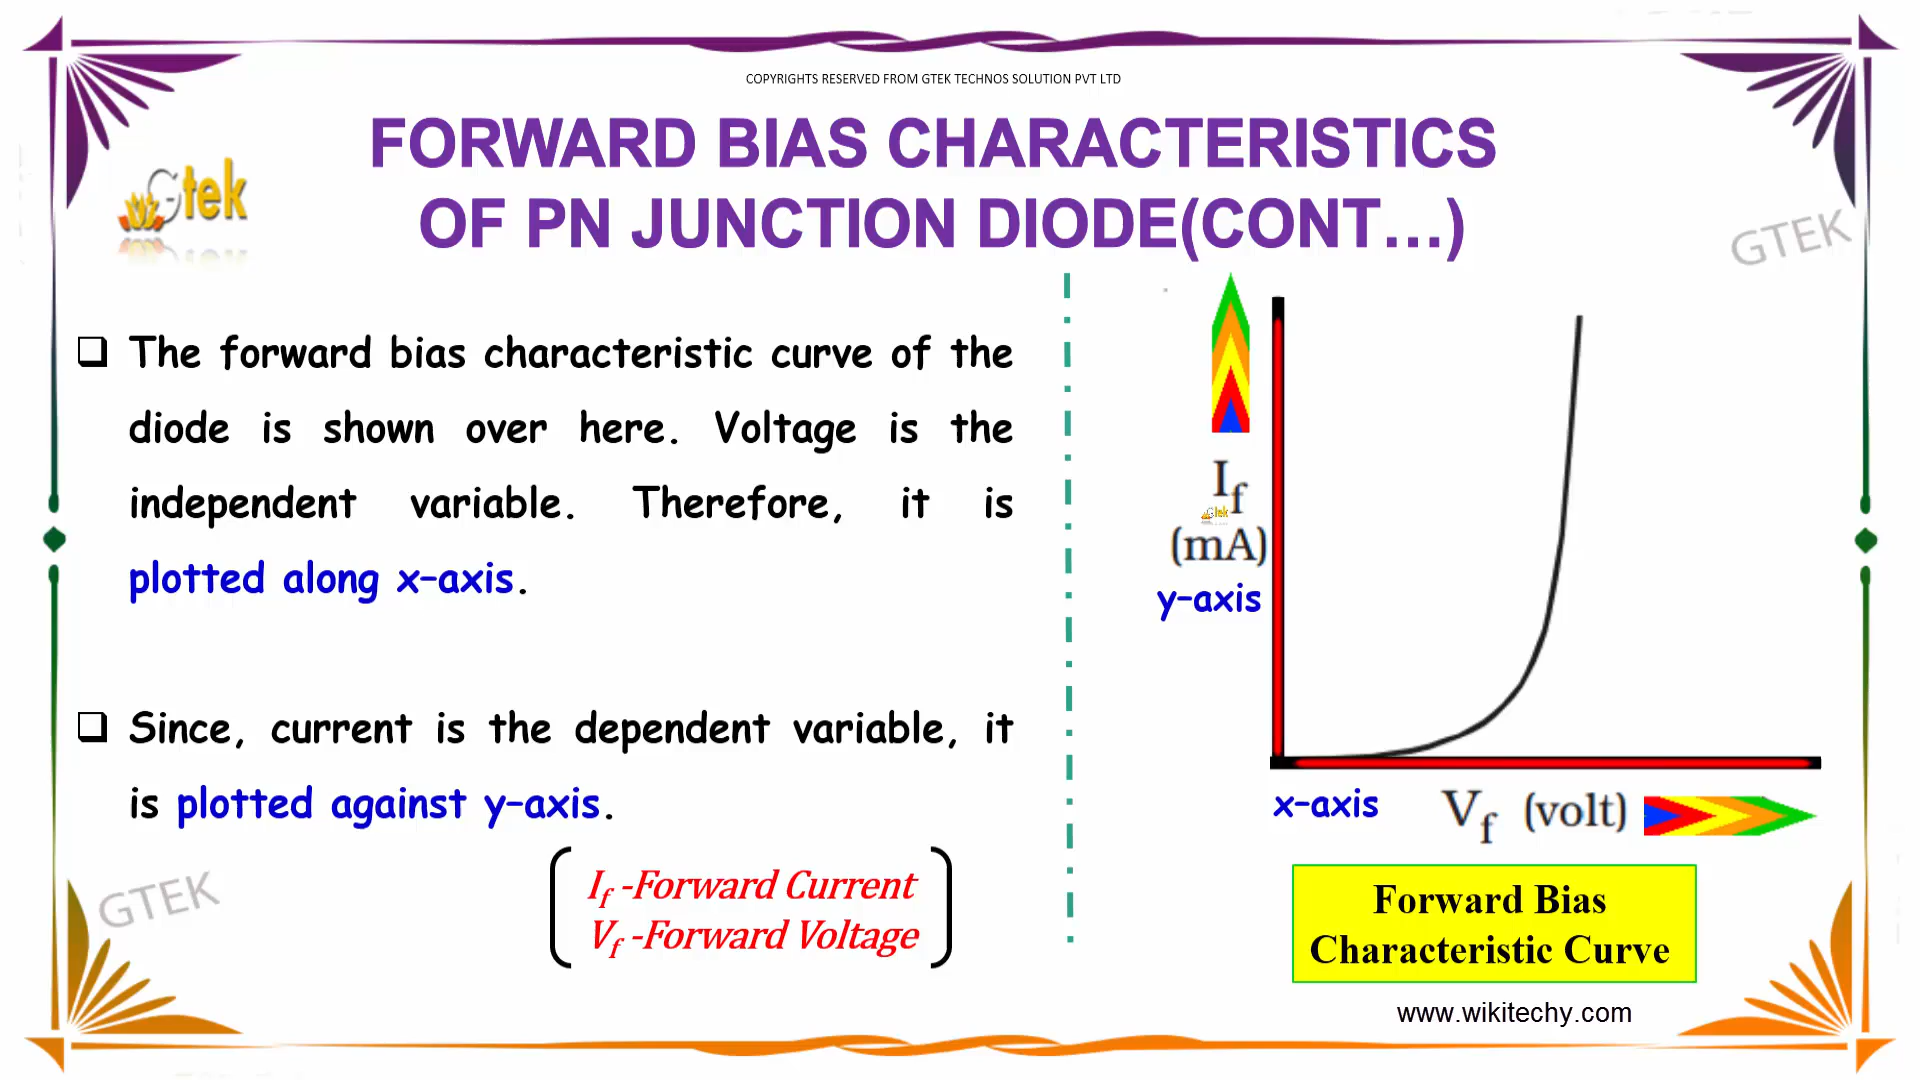 COPYRIGHTS RESERVED FROM GTEK TECHNOS SOLUTION PVT LTD
FORWARD BIAS CHARACTERISTICS
OF PN JUNCTION DIODE(CONT...)
Gtek
GTEK
❑ The forward bias characteristic curve of the
diode is shown over here. Voltage is the
independent variable. Therefore, it is
plotted along x-axis.
❑ Since, current is the dependent variable, it
is plotted against y-axis.
If -Forward Current
Vf -Forward Voltage
GTEK
If
Gtek
(mA)
y-axis
x-axis
Vf (volt)
Forward Bias
Characteristic Curve
www.wikitechy.com